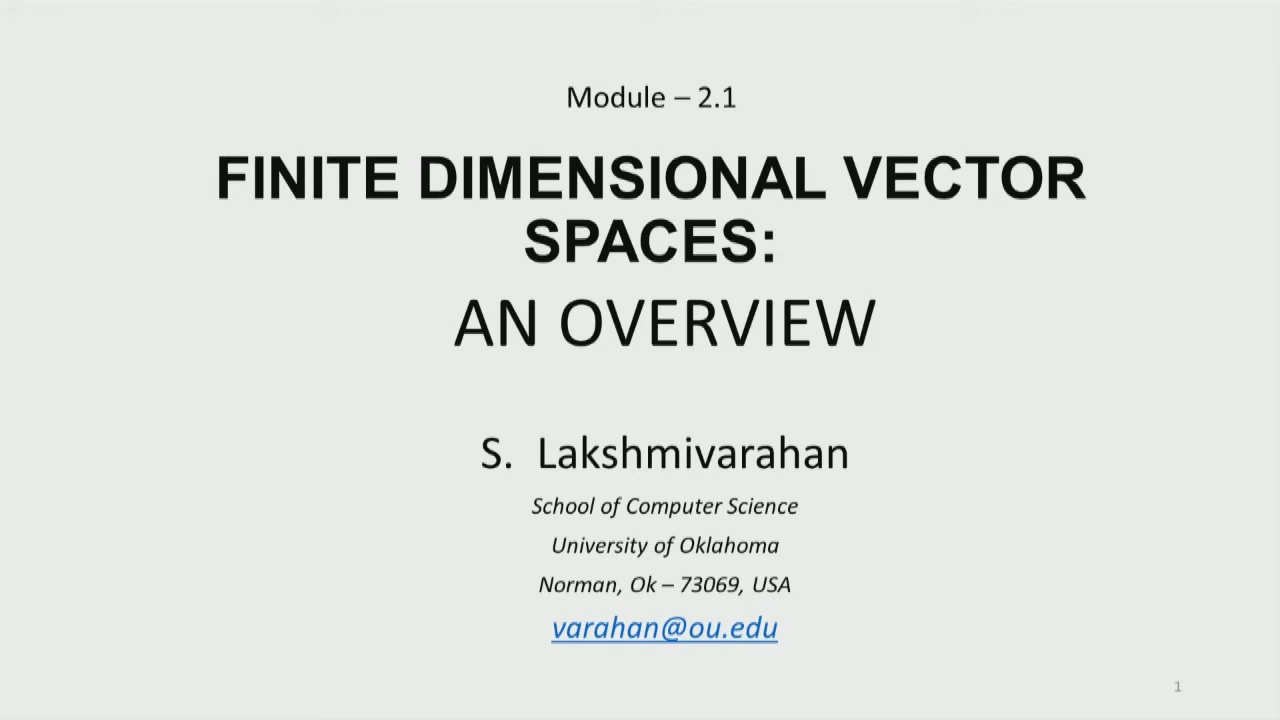 Module – 2.1
FINITE DIMENSIONAL VECTOR
SPACES:
AN OVERVIEW
S. Lakshmivarahan
School of Computer Science
University of Oklahoma
Norman, Ok – 73069, USA
varahan@ou.edu
1